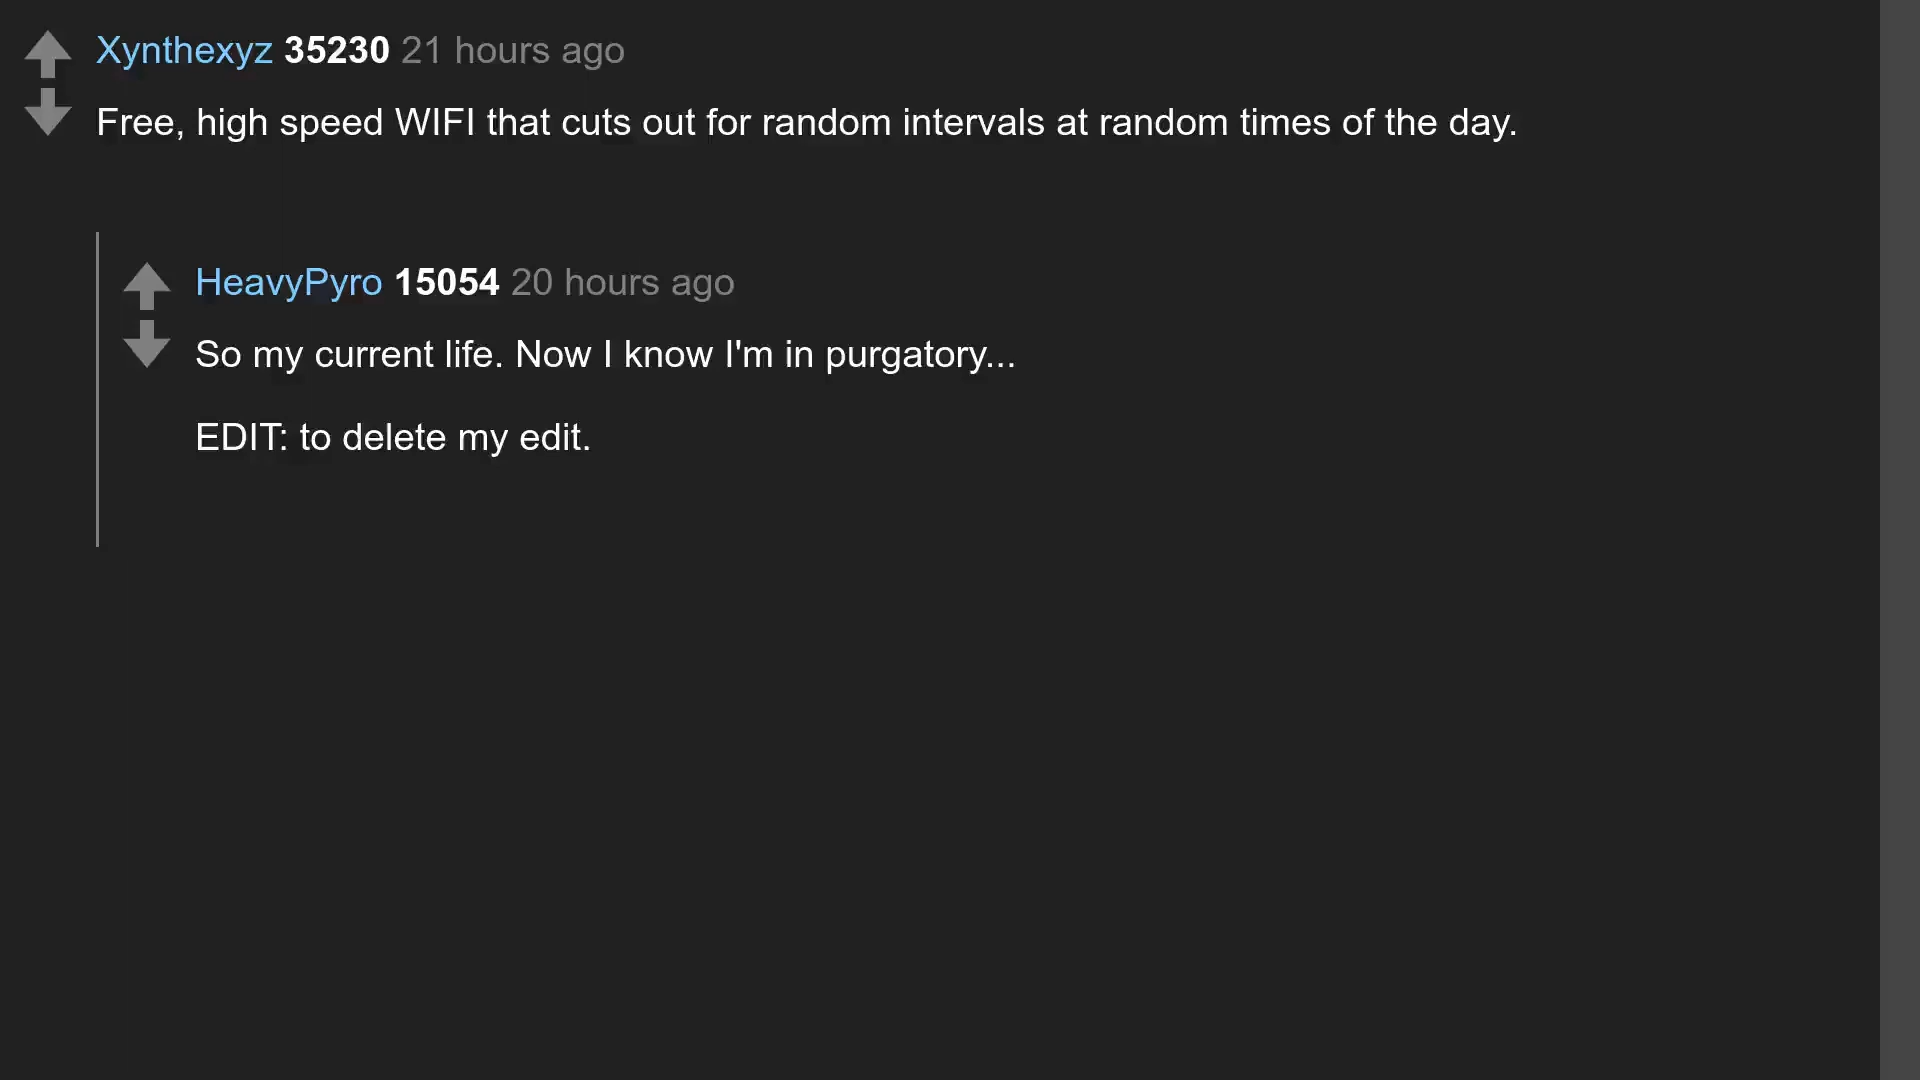 Xynthexyz 35230 21 hours ago
Free, high speed WIFI that cuts out for random intervals at random times of the day.
HeavyPyro 15054 20 hours ago
So my current life. Now I know I'm in purgatory...
EDIT: to delete my edit.